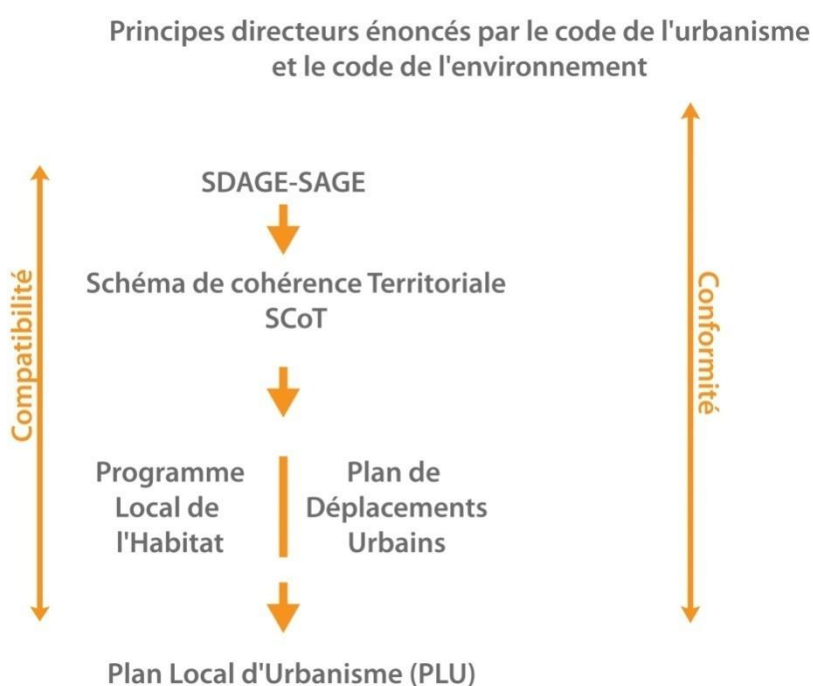 Principes directeurs énoncés par le code de l'urbanisme
et le code de l'environnement
SDAGE-SAGE
Schéma de cohérence Territoriale
SCoT
Compatibilité
Conformité
Programme
Local de
l'Habitat
Plan de
Déplacements
Urbains
Plan Local d'Urbanisme (PLU)